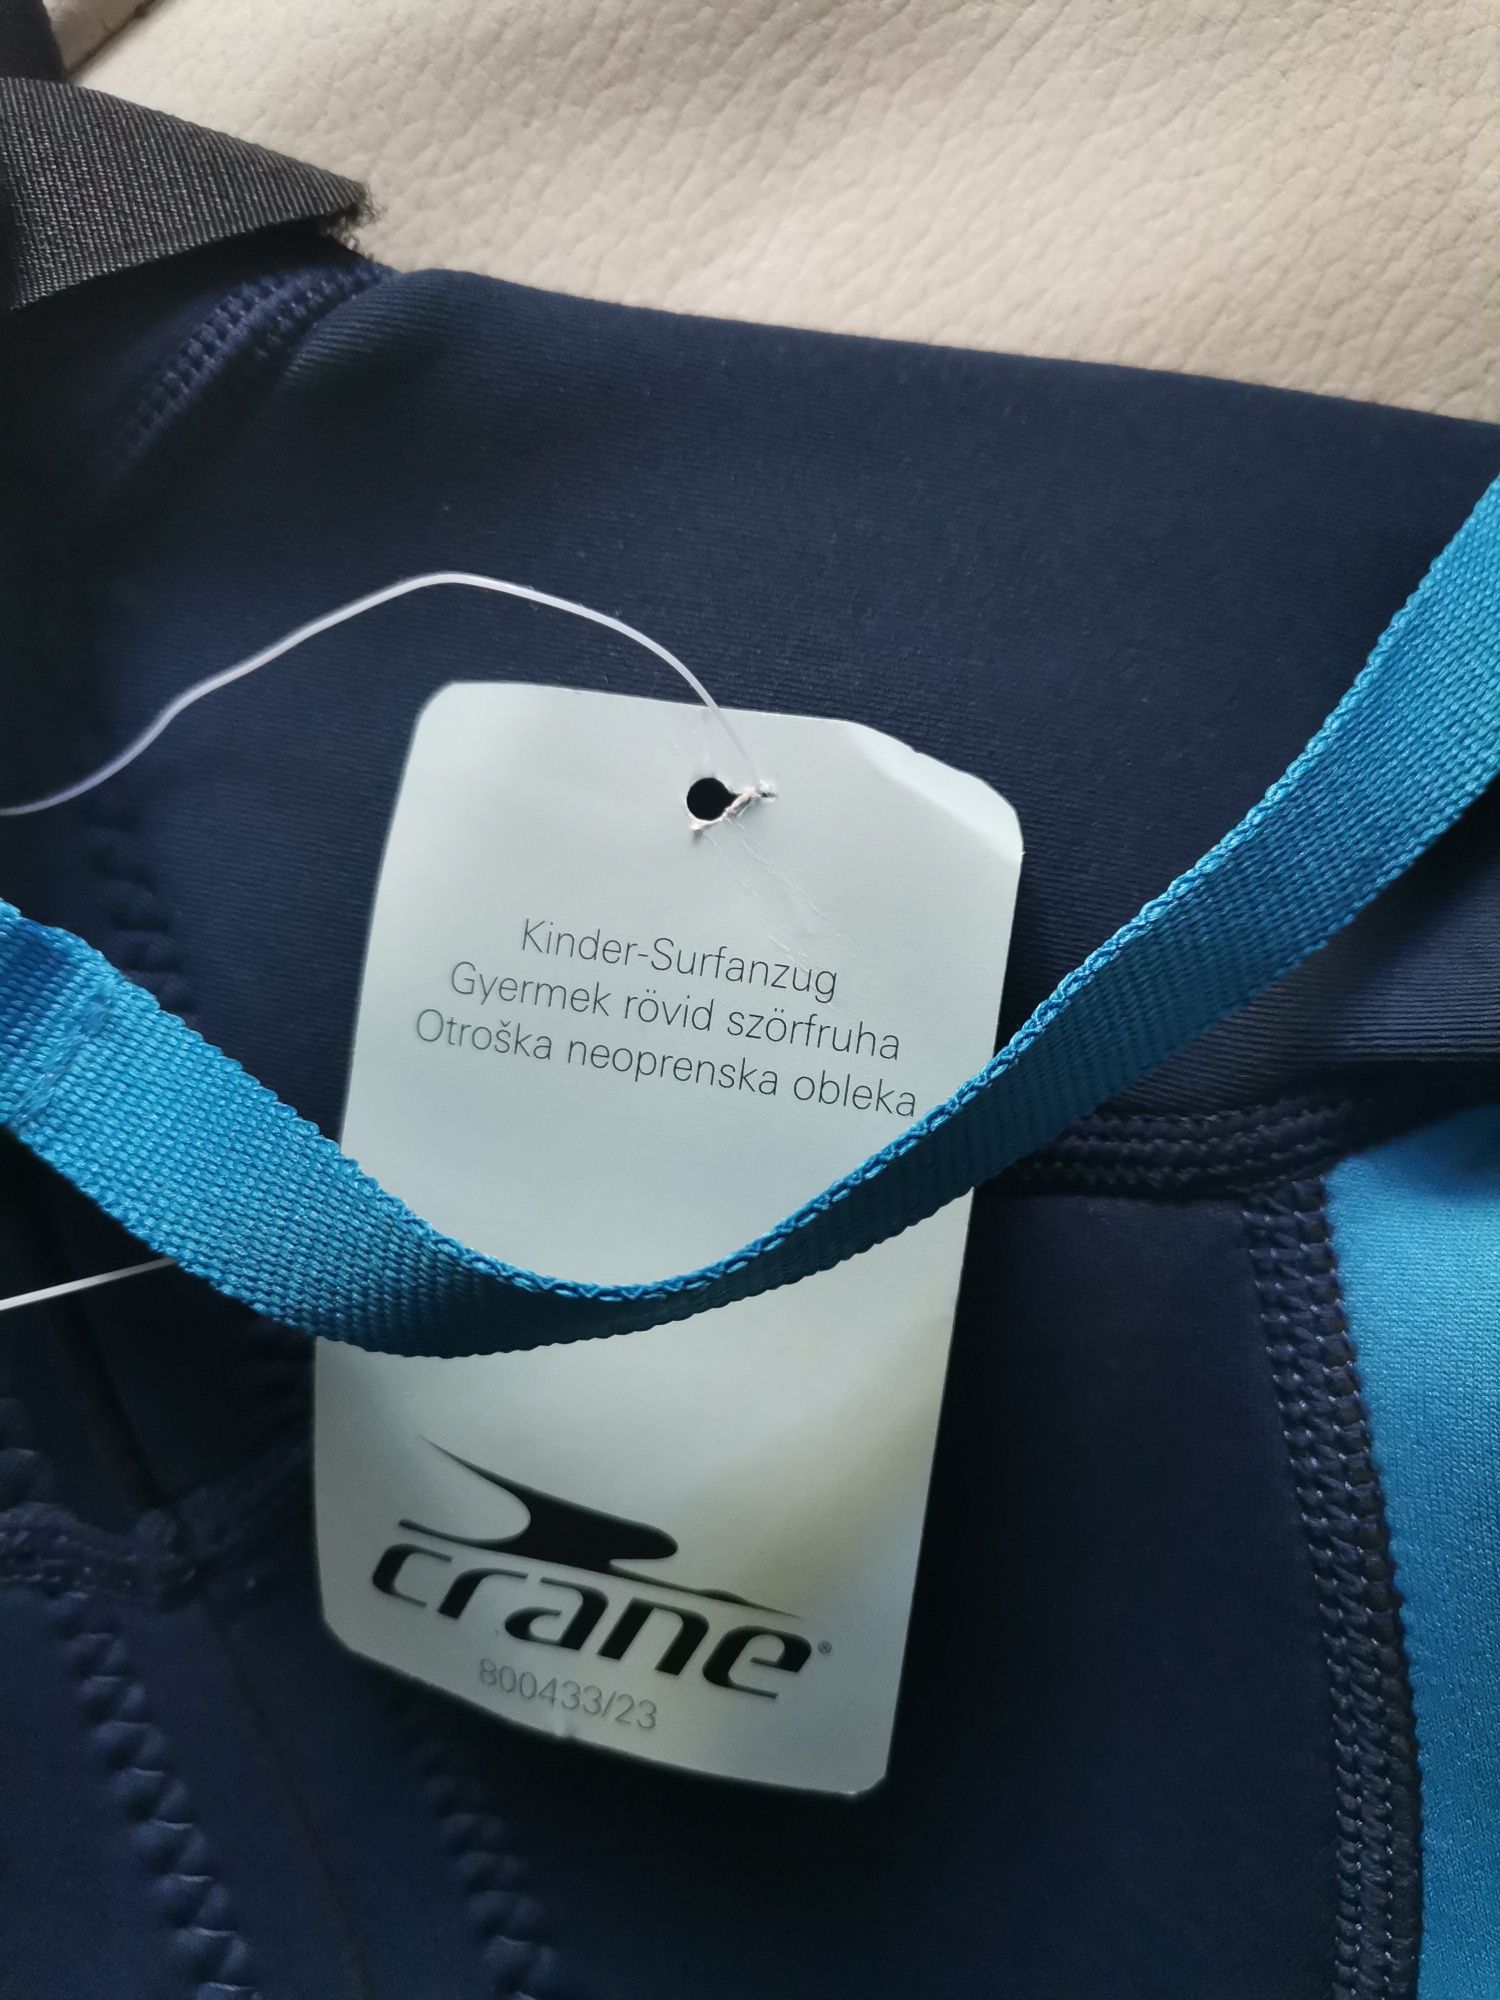 Kinder-Surfanzug
Gyermek rövid szörfruha
Otroška neoprenska obleka
crane®
800433/23